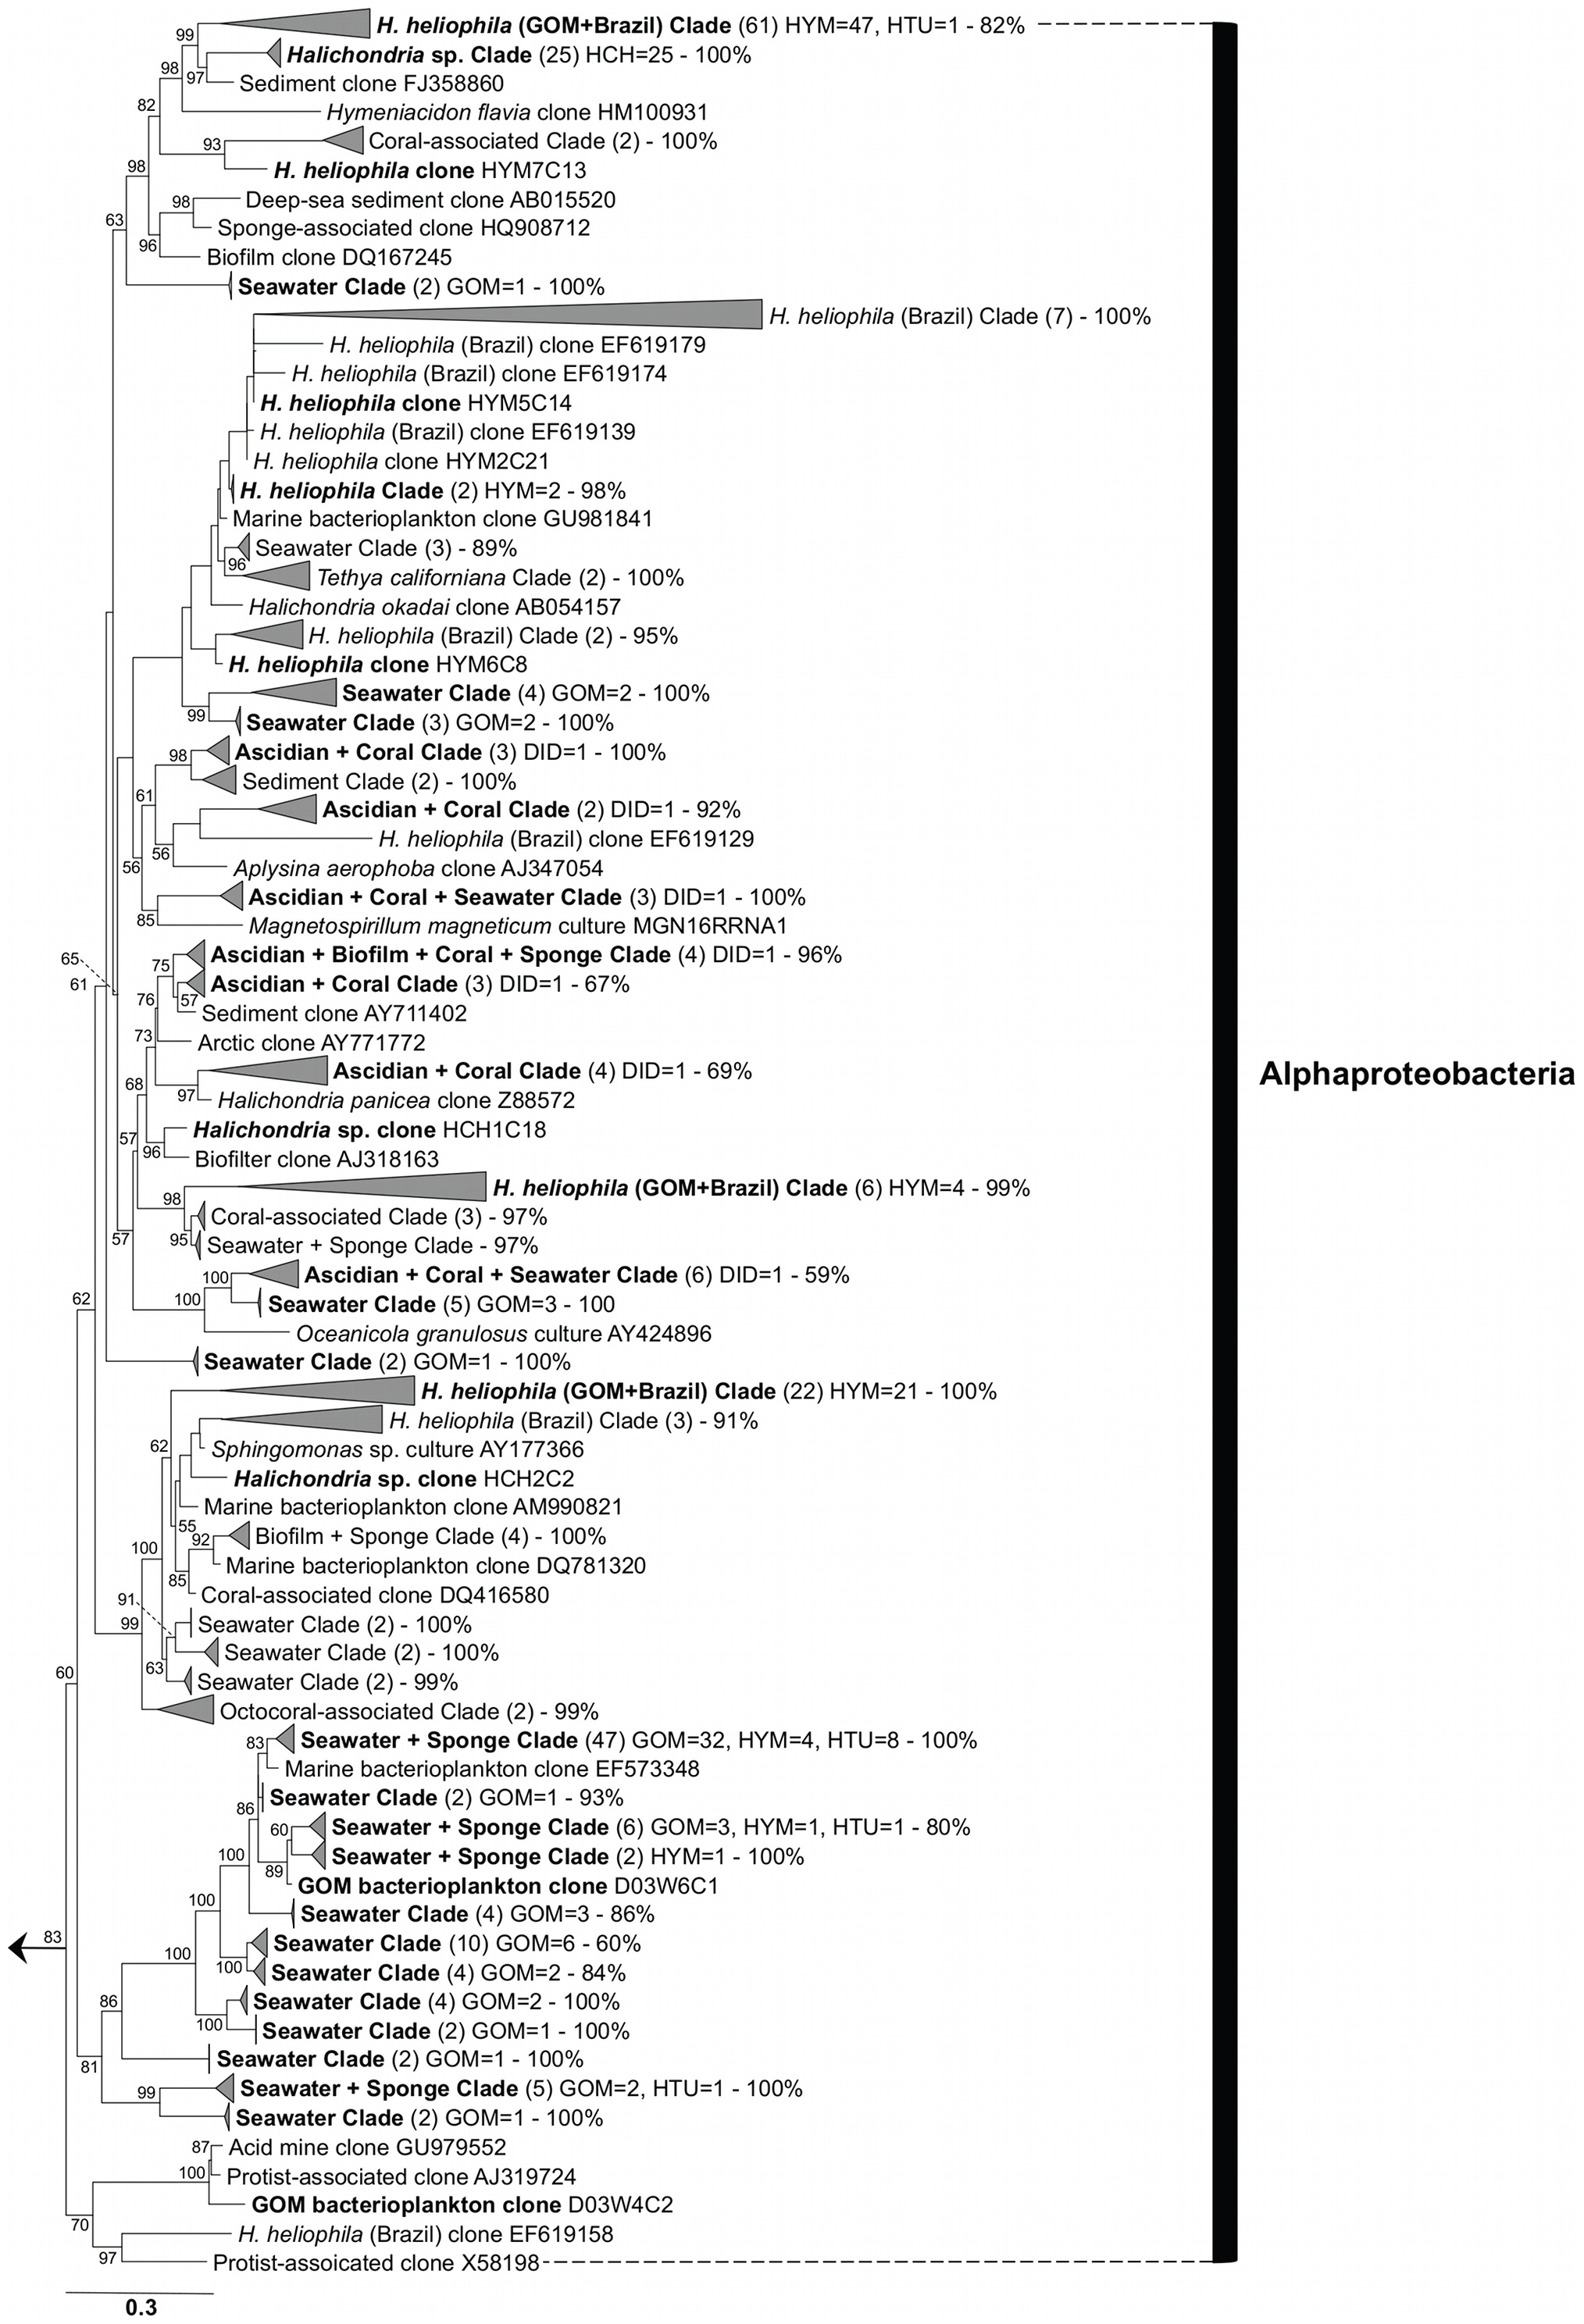 H. heliophila (GOM+Brazil) Clade (61) HYM=47, HTU=1 - 82%
99
Halichondria sp. Clade (25) HCH=25 - 100%
98
97
Sediment clone FJ358860
82
Hymeniacidon flavia clone HM100931
Coral-associated Clade (2) - 100%
93
98
H. heliophila clone HYM7C13
98
Deep-sea sediment clone AB015520
63
Sponge-associated clone HQ908712
96
Biofilm clone DQ167245
Seawater Clade (2) GOM=1 - 100%
H. heliophila (Brazil) Clade (7) - 100%
H. heliophila (Brazil) clone EF619179
H. heliophila (Brazil) clone EF619174
H. heliophila clone HYM5C14
H. heliophila (Brazil) clone EF619139
H. heliophila clone HYM2C21
H. heliophila Clade (2) HYM=2 - 98%
Marine bacterioplankton clone GU981841
Seawater Clade (3) - 89%
96
Tethya californiana Clade (2) - 100%
Halichondria okadai clone AB054157
H. heliophila (Brazil) Clade (2) - 95%
H. heliophila clone HYM6C8
Seawater Clade (4) GOM=2 - 100%
99
Seawater Clade (3) GOM=2 - 100%
98
Ascidian + Coral Clade (3) DID=1 - 100%
Sediment Clade (2) - 100%
61
Ascidian + Coral Clade (2) DID=1 - 92%
H. heliophila (Brazil) clone EF619129
56
56
Aplysina aerophoba clone AJ347054
Ascidian + Coral + Seawater Clade (3) DID=1 - 100%
85
Magnetospirillum magneticum culture MGN16RRNA1
65
Ascidian + Biofilm + Coral + Sponge Clade (4) DID=1 - 96%
75
61
Ascidian + Coral Clade (3) DID=1 - 67%
76
57
Sediment clone AY711402
73
Arctic clone AY771772
Ascidian + Coral Clade (4) DID=1 - 69%
Alphaproteobacteria
68
97
Halichondria panicea clone Z88572
57
Halichondria sp. clone HCH1C18
96
Biofilter clone AJ318163
H. heliophila (GOM+Brazil) Clade (6) HYM=4 - 99%
98
Coral-associated Clade (3) - 97%
57
95
Seawater + Sponge Clade - 97%
100
Ascidian + Coral + Seawater Clade (6) DID=1 - 59%
62
100
Seawater Clade (5) GOM=3 - 100
Oceanicola granulosus culture AY424896
Seawater Clade (2) GOM=1 - 100%
H. heliophila (GOM+Brazil) Clade (22) HYM=21 - 100%
H. heliophila (Brazil) Clade (3) - 91%
62
Sphingomonas sp. culture AY177366
Halichondria sp. clone HCH2C2
Marine bacterioplankton clone AM990821
55
92
Biofilm + Sponge Clade (4) - 100%
100
Marine bacterioplankton clone DQ781320
85
Coral-associated clone DQ416580
91
99
Seawater Clade (2) - 100%
Seawater Clade (2) - 100%
60
63
Seawater Clade (2) - 99%
Octocoral-associated Clade (2) - 99%
83
Seawater + Sponge Clade (47) GOM=32, HYM=4, HTU=8 - 100%
Marine bacterioplankton clone EF573348
86
Seawater Clade (2) GOM=1 - 93%
60
Seawater + Sponge Clade (6) GOM=3, HYM=1, HTU=1 - 80%
100
Seawater + Sponge Clade (2) HYM=1 - 100%
89
GOM bacterioplankton clone D03W6C1
100
Seawater Clade (4) GOM=3 - 86%
83
Seawater Clade (10) GOM=6 - 60%
100
100
Seawater Clade (4) GOM=2 - 84%
86
Seawater Clade (4) GOM=2 - 100%
100
Seawater Clade (2) GOM=1 - 100%
81
Seawater Clade (2) GOM=1 - 100%
99
Seawater + Sponge Clade (5) GOM=2, HTU=1 - 100%
Seawater Clade (2) GOM=1 - 100%
87
Acid mine clone GU979552
100
Protist-associated clone AJ319724
GOM bacterioplankton clone D03W4C2
70
H. heliophila (Brazil) clone EF619158
97
Protist-assoicated clone X58198
0.3